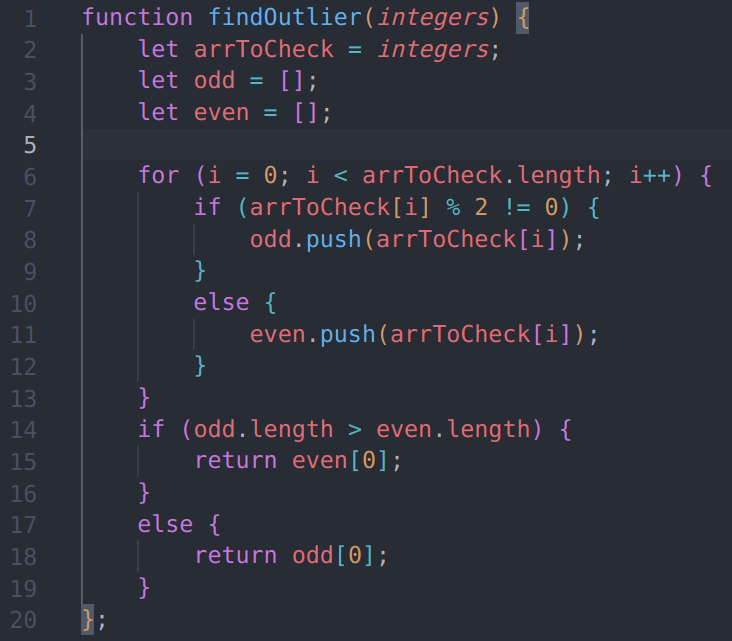 1 function findOutlier(integers) {
2     let arrToCheck = integers;
3     let odd = [];
4     let even = [];
5
6     for (i = 0; i < arrToCheck.length; i++) {
7         if (arrToCheck[i] % 2 != 0) {
8             odd.push(arrToCheck[i]);
9         }
10         else {
11             even.push(arrToCheck[i]);
12         }
13     }
14     if (odd.length > even.length) {
15         return even[0];
16     }
17     else {
18         return odd[0];
19     }
20 };